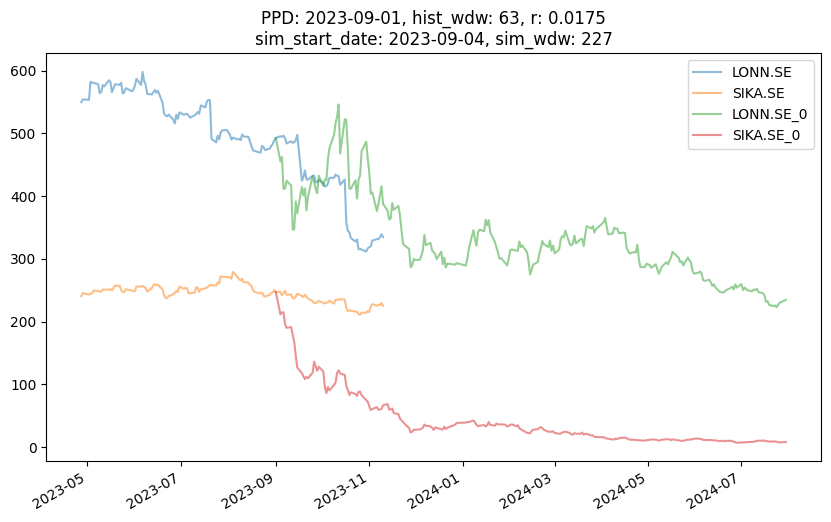 PPD: 2023-09-01, hist_wdw: 63, r: 0.0175
sim_start_date: 2023-09-04, sim_wdw: 227
LONN.SE
SIKA.SE
LONN.SE_0
SIKA.SE_0
600
500
400
300
200
100
0
2023-05
2023-07
2023-09
2023-11
2024-01
2024-03
2024-05
2024-07